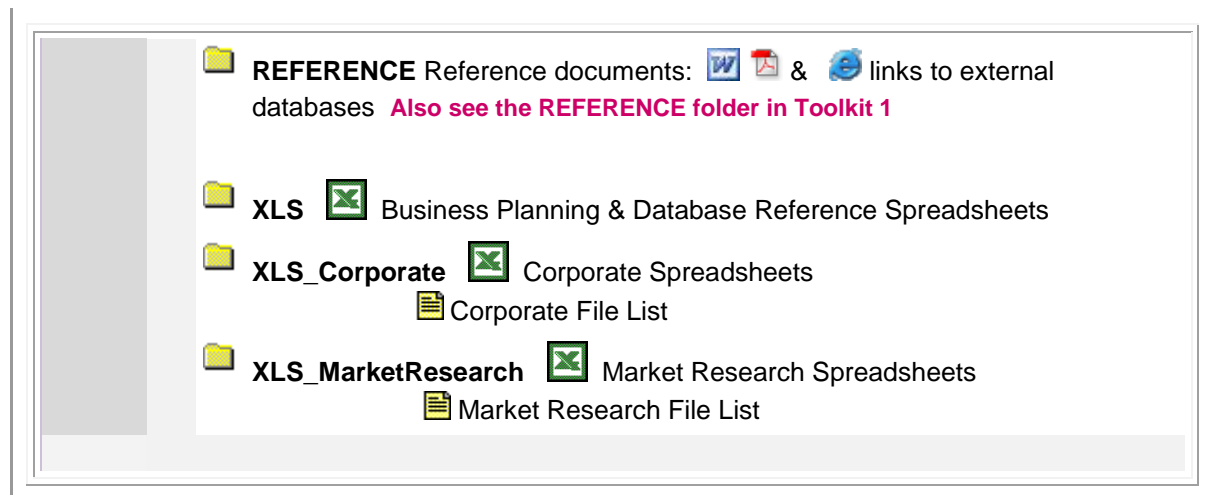 REFERENCE Reference documents: & links to external
databases Also see the REFERENCE folder in Toolkit 1
XLS Business Planning & Database Reference Spreadsheets
XLS_Corporate Corporate Spreadsheets
Corporate File List
XLS_MarketResearch Market Research Spreadsheets
Market Research File List